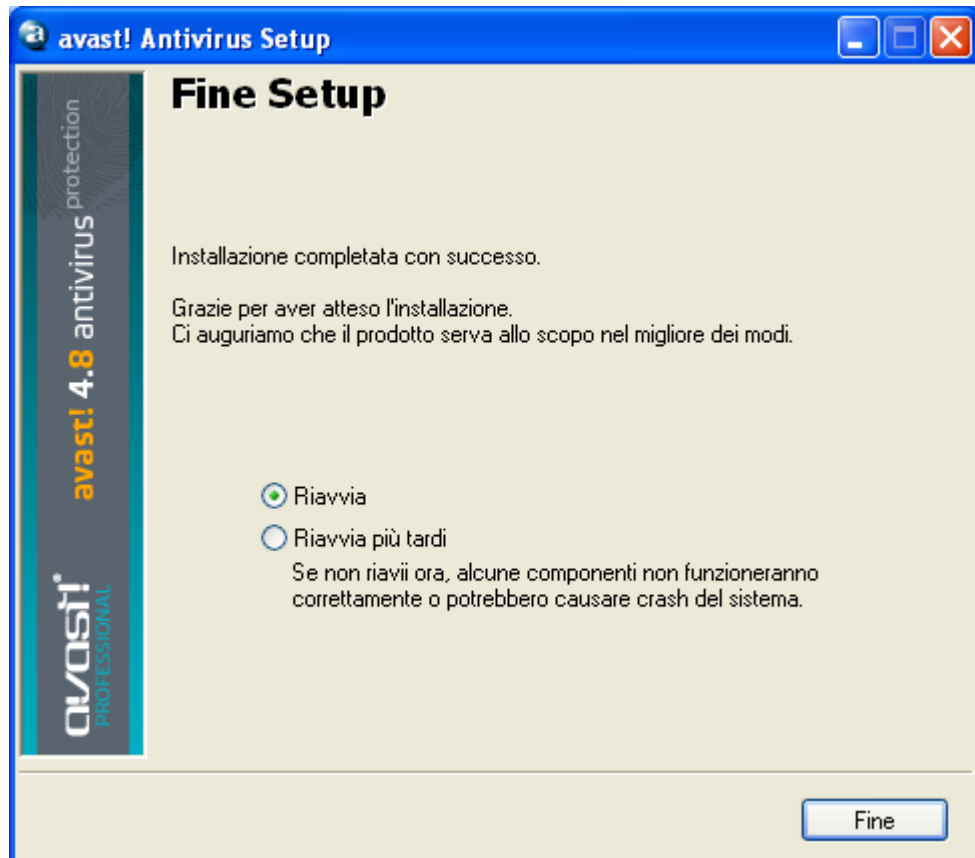 avast! Antivirus Setup
Fine Setup
avast! 4.8 antivirus protection
avast!
PROFESSIONAL
Installazione completata con successo.
Grazie per aver atteso l'installazione.
Ci auguriamo che il prodotto serva allo scopo nel migliore dei modi.
Riavvia
Riavvia più tardi
Se non riavii ora, alcune componenti non funzioneranno
correttamente o potrebbero causare crash del sistema.
Fine